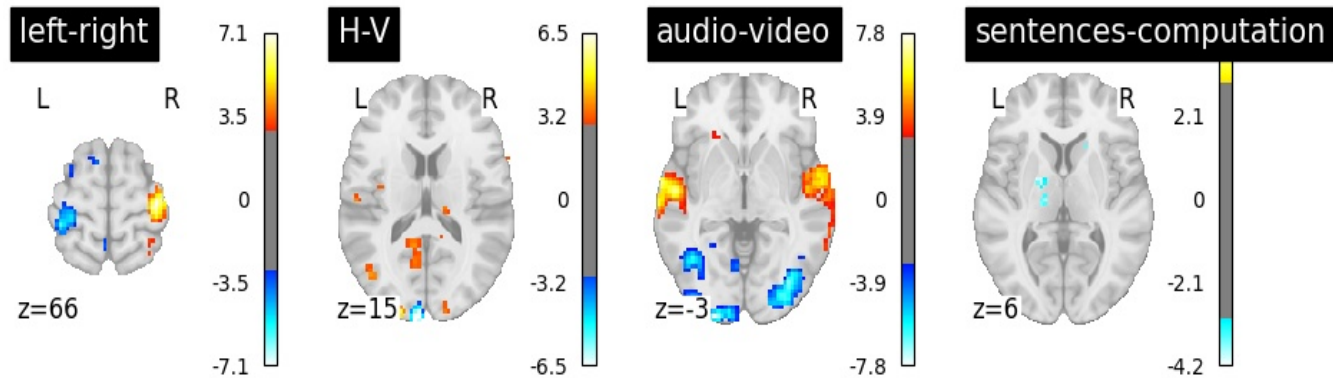 left-right
7.1
L
R
3.5
0
-3.5
z=66
-7.1
H-V
6.5
L
R
3.2
0
-3.2
z=15
-6.5
audio-video
7.8
L
R
3.9
0
-3.9
z=-3
-7.8
sentences-computation
L
R
2.1
0
-2.1
z=6
-4.2